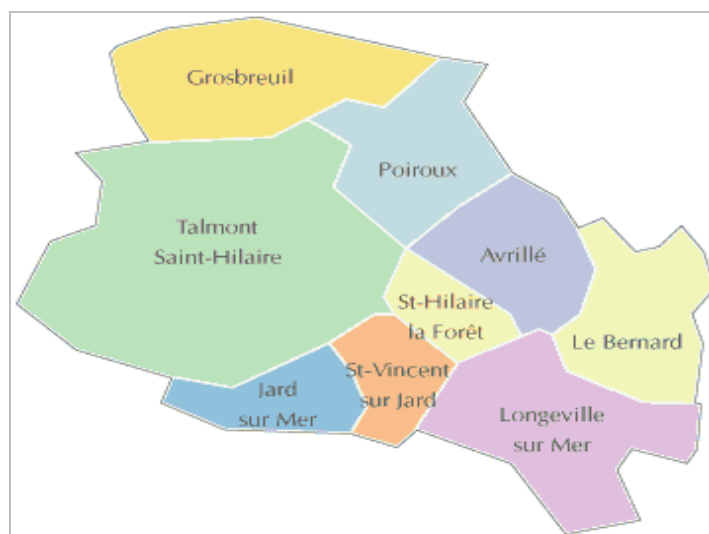 Grosbreuil
Poiroux
Talmont
Saint-Hilaire
Avrillé
St-Hilaire
la Forêt
Le Bernard
St-Vincent
sur Jard
Jard
sur Mer
Longeville
sur Mer